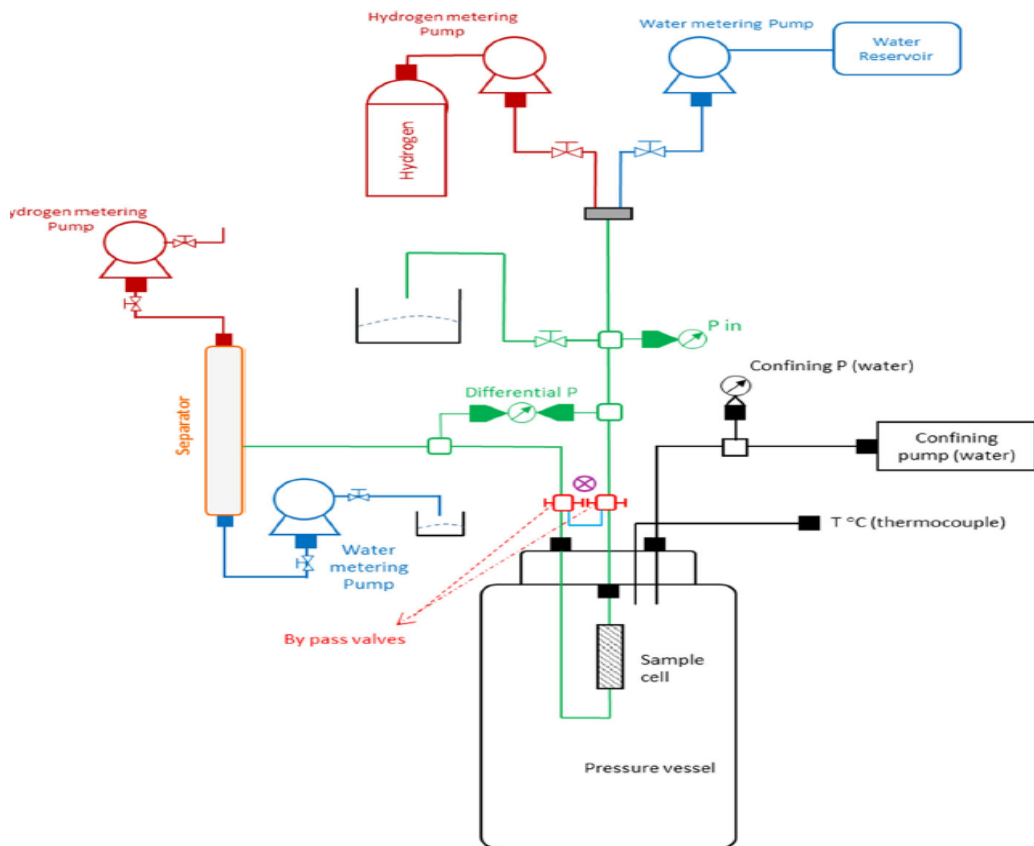 Hydrogen metering
Pump
Water metering Pump
Water
Reservoir
Hydrogen
ydrogen metering
Pump
P in
Confining P (water)
Differential P
Separator
Confining
pump (water)
T °C (thermocouple)
Water
metering
Pump
By pass valves
Sample
cell
Pressure vessel